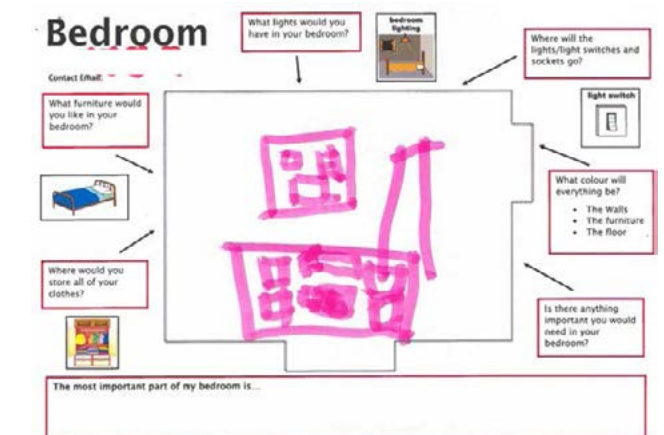 Bedroom
Contact Email:
What lights would you
have in your bedroom?
bedroom
lighting
Where will the
lights/light switches and
sockets go?
light switch
What furniture would
you like in your
bedroom?
What colour will
everything be?
• The Walls
• The furniture
• The floor
Where would you
store all of your
clothes?
Is there anything
important you would
need in your
bedroom?
The most important part of my bedroom is...